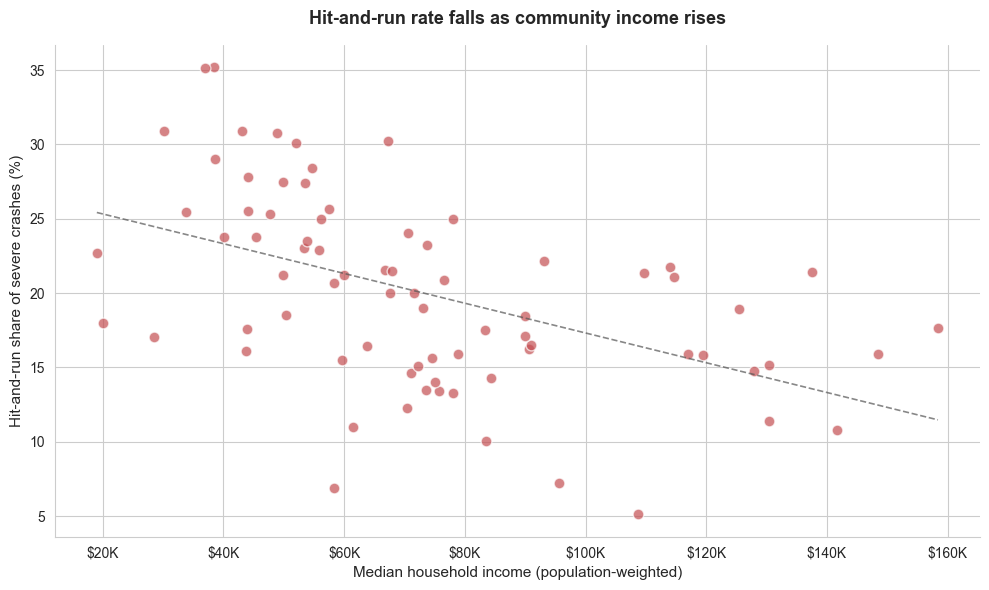 Hit-and-run rate falls as community income rises
Hit-and-run share of severe crashes (%)
35
30
25
20
15
10
5
$20K $40K $60K $80K $100K $120K $140K $160K
Median household income (population-weighted)